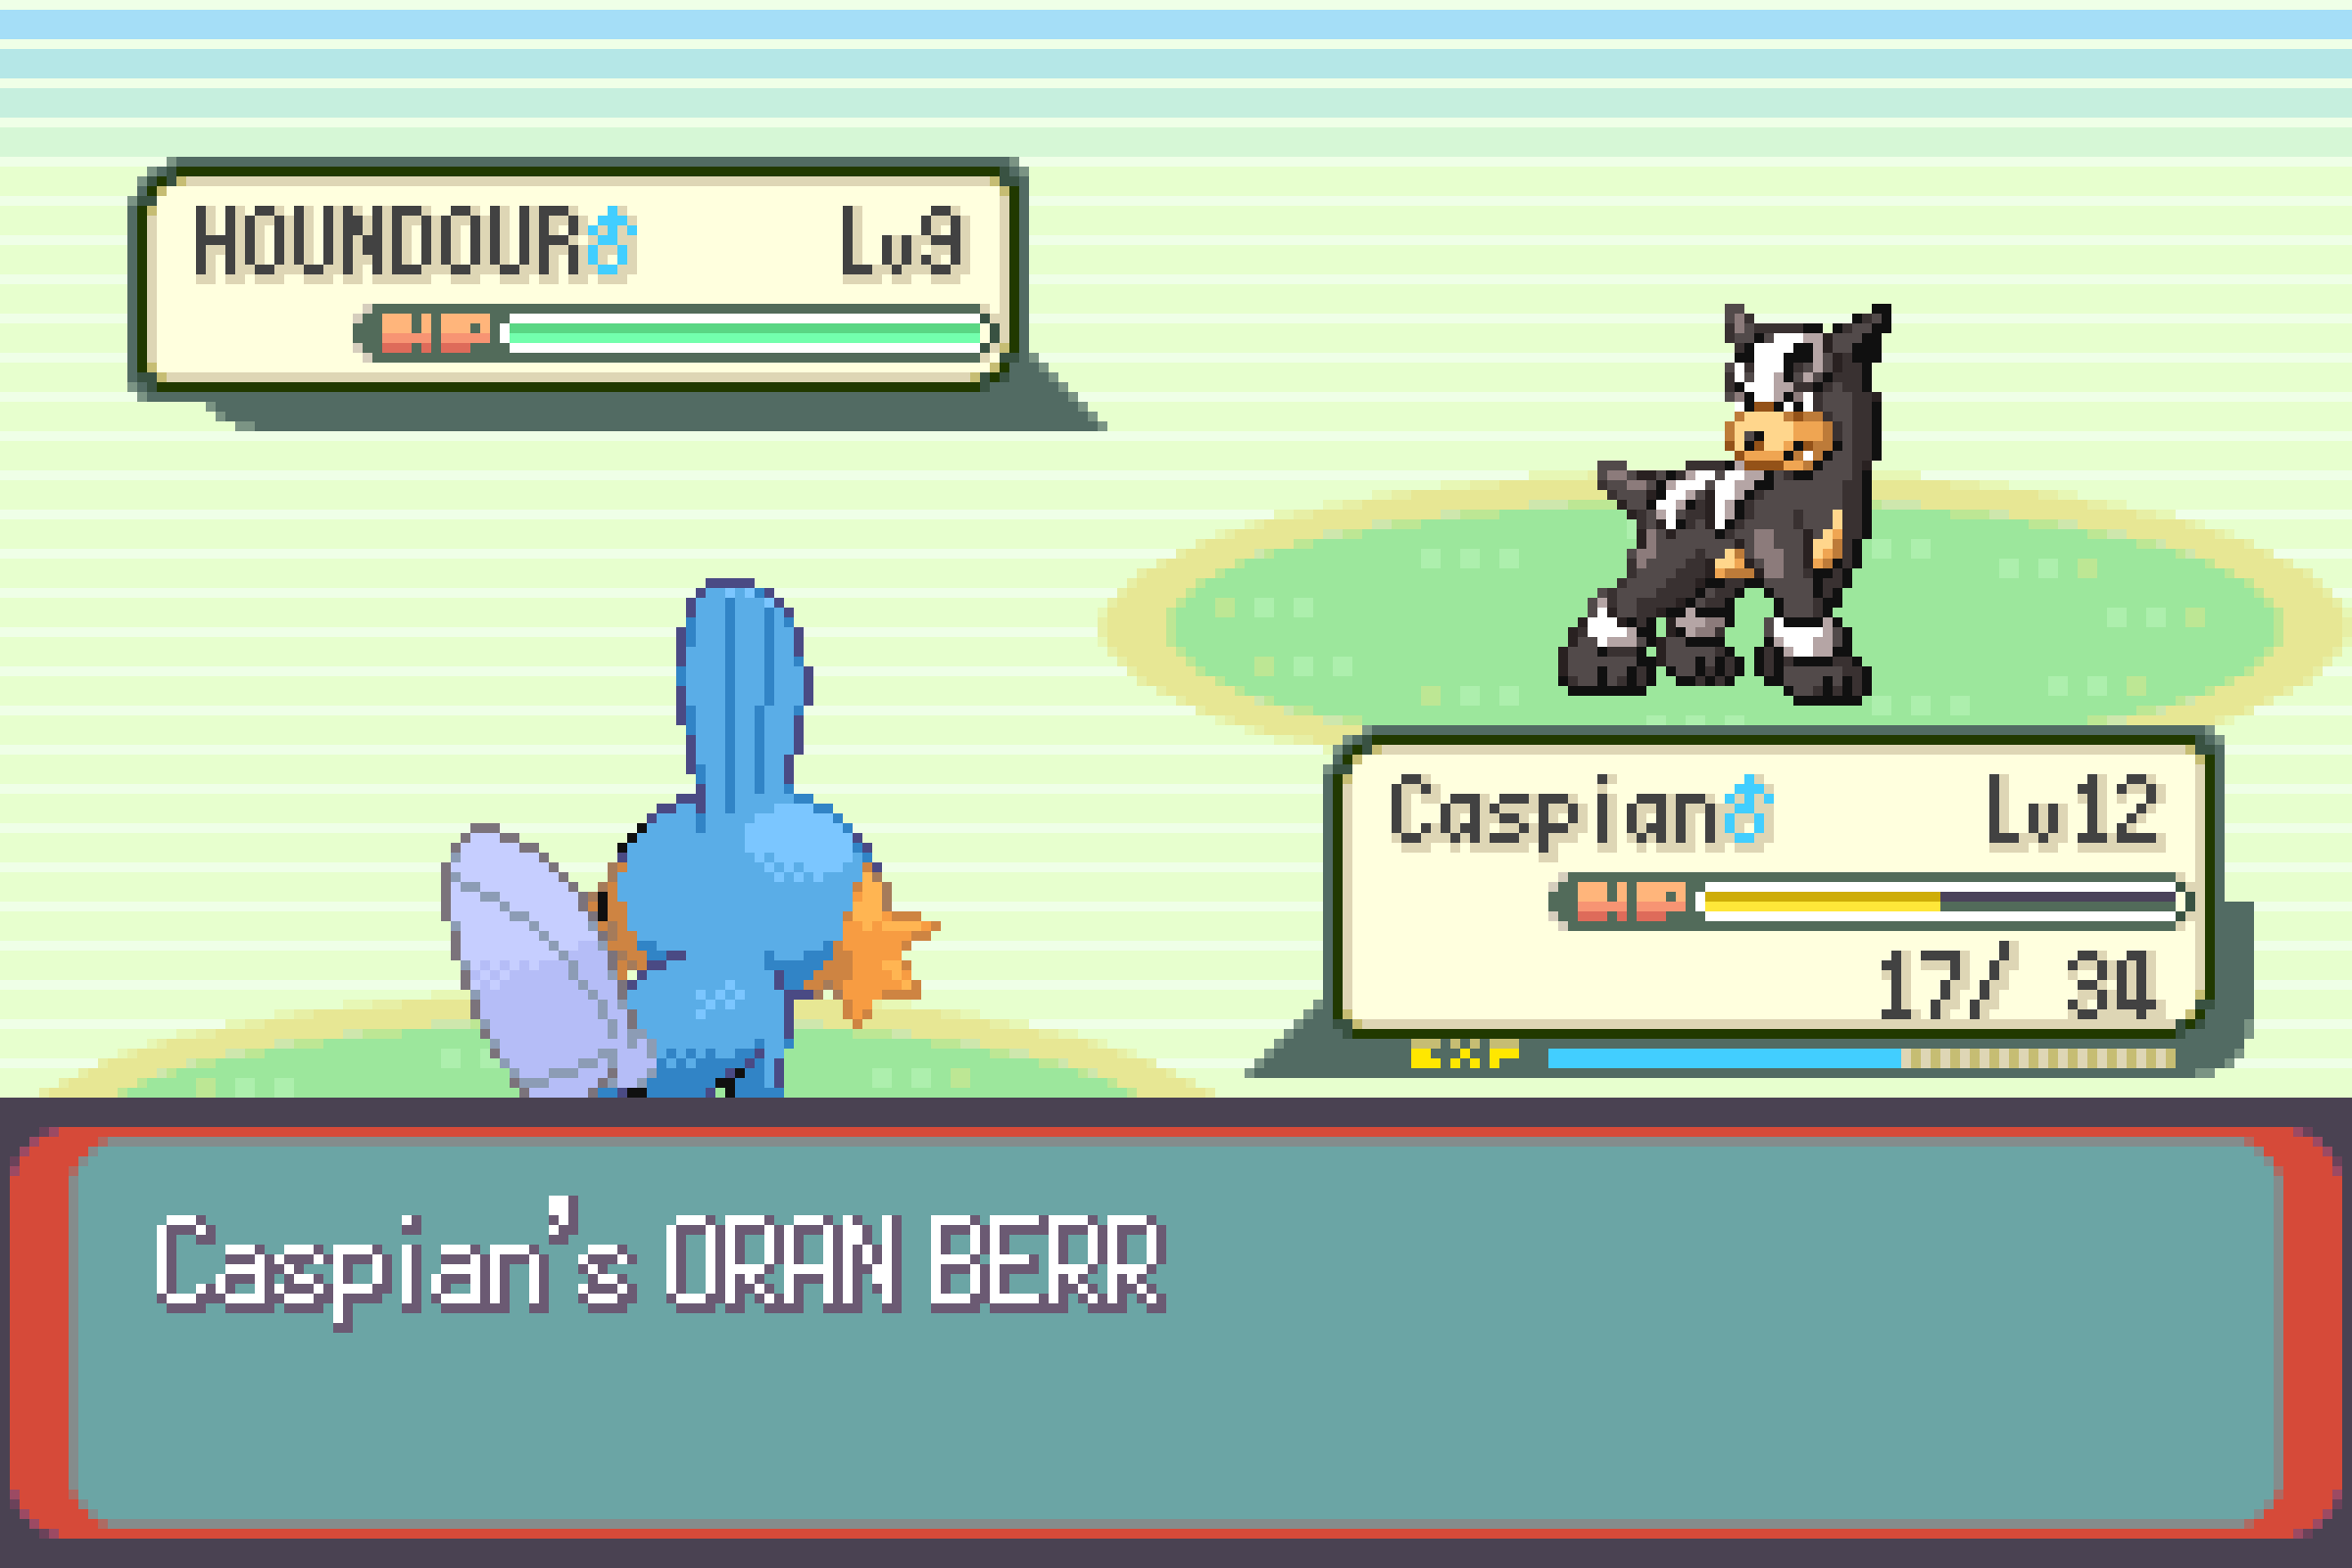 HOUNDOUR♂ Lv9
HP
Caspian♂ Lv12
HP
17/ 34
EXP
Caspian's ORAN BERR